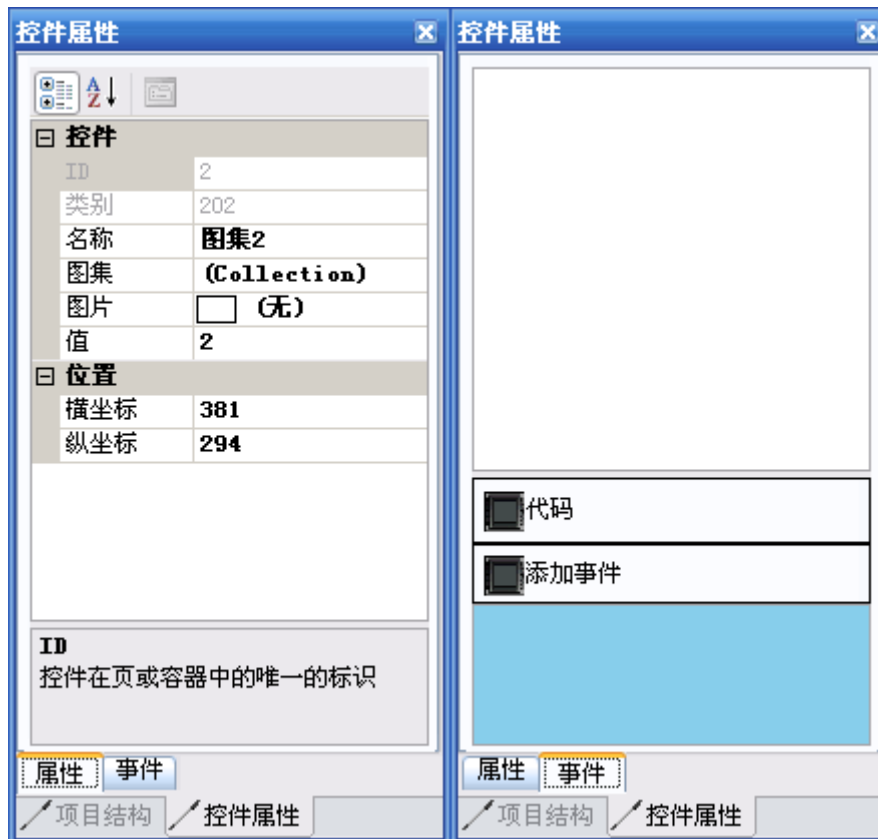 控件属性
控件
ID 2
类别 202
名称 图集2
图集 (Collection)
图片 (无)
值 2
位置
横坐标 381
纵坐标 294
ID
控件在页或容器中的唯一的标识
属性 事件
项目结构 控件属性
控件属性
代码
添加事件
属性 事件
项目结构 控件属性